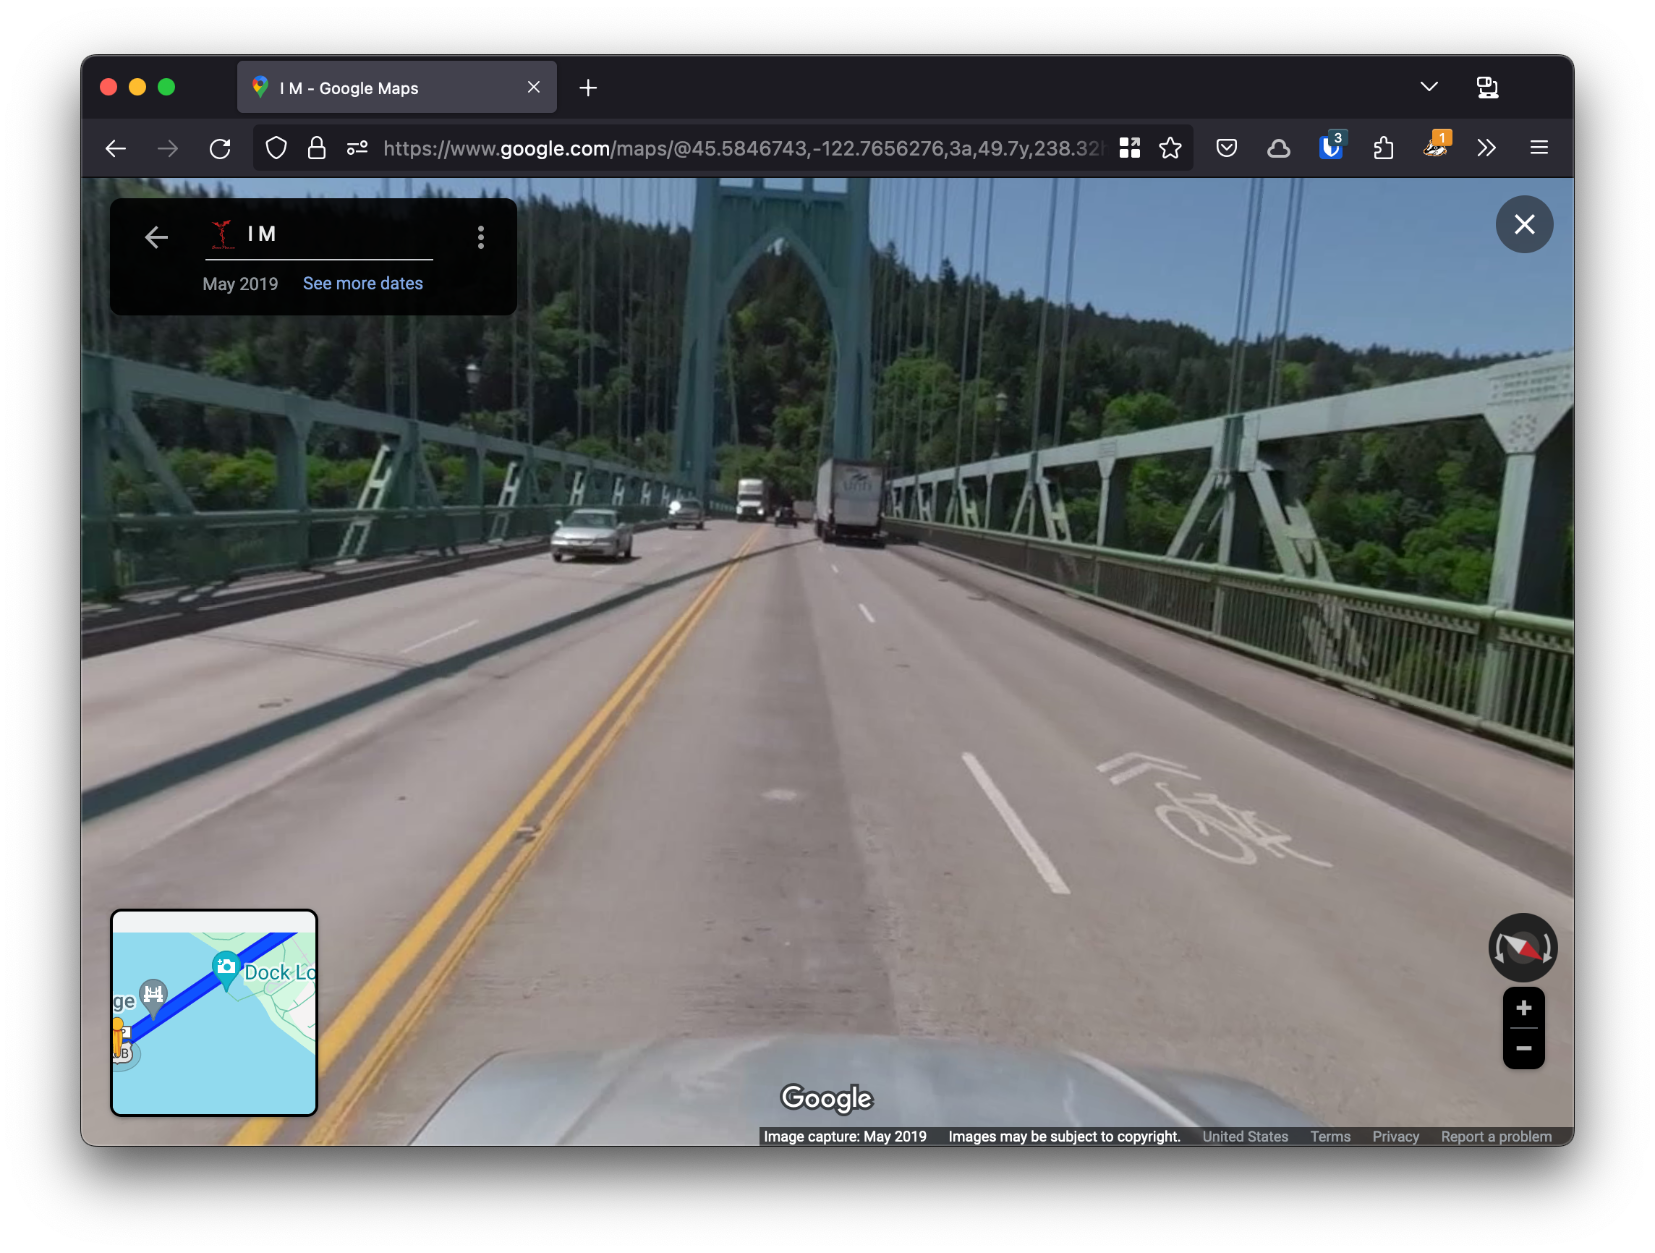 I M - Google Maps
https://www.google.com/maps/@45.5846743,-122.7656276,3a,49.7y,238.32h
3
1
I M
May 2019 See more dates
unfi
Dock Lo
ge
B
Google
Image capture: May 2019 Images may be subject to copyright. United States Terms Privacy Report a problem